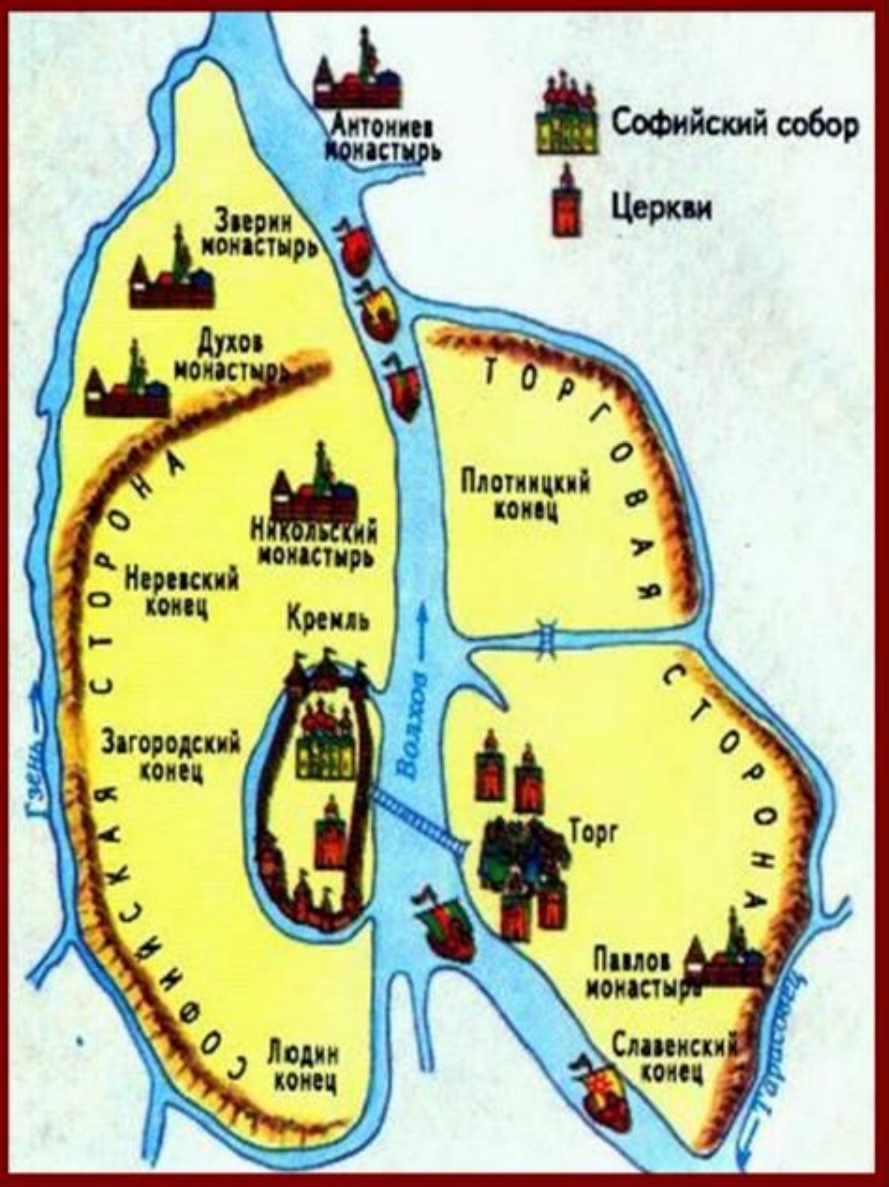 Антониев
монастырь
Софийский собор
Церкви
Зверин
монастырь
Духов
монастырь
ТОРГОВАЯ
СТОРОНА
Плотницкий
конец
Никольский
монастырь
Неревский
конец
Кремль
СОФИЙСКАЯ СТОРОНА
Загородский
конец
Волхов
Гзень
Торг
Павлов
монастырь
Славенский
конец
Людин
конец
Тарасовец